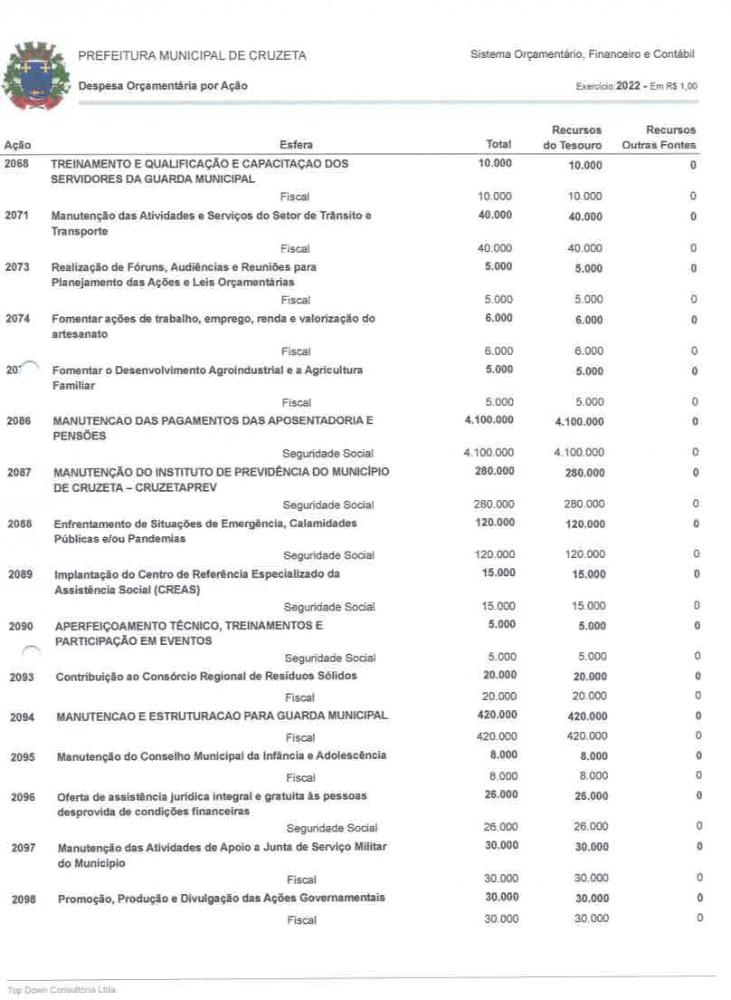 PREFEITURA MUNICIPAL DE CRUZETA
Sistema Orçamentário, Financeiro e Contábil
Despesa Orçamentária por Ação
Exercício: 2022 - Em R$ 1,00
Recursos Recursos
Ação Esfera Total do Tesouro Outras Fontes
2068 TREINAMENTO E QUALIFICAÇÃO E CAPACITAÇAO DOS 10.000 10.000 0
SERVIDORES DA GUARDA MUNICIPAL
Fiscal 10.000 10.000 0
2071 Manutenção das Atividades e Serviços do Setor de Trânsito e 40.000 40.000 0
Transporte
Fiscal 40.000 40.000 0
2073 Realização de Fóruns, Audiências e Reuniões para 5.000 5.000 0
Planejamento das Ações e Leis Orçamentárias
Fiscal 5.000 5.000 0
2074 Fomentar ações de trabalho, emprego, renda e valorização do 6.000 6.000 0
artesanato
Fiscal 6.000 6.000 0
Fomentar o Desenvolvimento Agroindustrial e a Agricultura 5.000 5.000 0
Familiar
Fiscal 5.000 5.000 0
2086 MANUTENCAO DAS PAGAMENTOS DAS APOSENTADORIA E 4.100.000 4.100.000 0
PENSÕES
Seguridade Social 4.100.000 4.100.000 0
2087 MANUTENÇÃO DO INSTITUTO DE PREVIDÊNCIA DO MUNICÍPIO 280.000 280.000 0
DE CRUZETA – CRUZETAPREV
Seguridade Social 280.000 280.000 0
2088 Enfrentamento de Situações de Emergência, Calamidades 120.000 120.000 0
Públicas e/ou Pandemias
Seguridade Social 120.000 120.000 0
2089 Implantação do Centro de Referência Especializado da 15.000 15.000 0
Assistência Social (CREAS)
Seguridade Social 15.000 15.000 0
2090 APERFEIÇOAMENTO TÉCNICO, TREINAMENTOS E 5.000 5.000 0
PARTICIPAÇÃO EM EVENTOS
Seguridade Social 5.000 5.000 0
2093 Contribuição ao Consórcio Regional de Resíduos Sólidos 20.000 20.000 0
Fiscal 20.000 20.000 0
2094 MANUTENCAO E ESTRUTURACAO PARA GUARDA MUNICIPAL 420.000 420.000 0
Fiscal 420.000 420.000 0
2095 Manutenção do Conselho Municipal da Infância e Adolescência 8.000 8.000 0
Fiscal 8.000 8.000 0
2096 Oferta de assistência jurídica integral e gratuita às pessoas 26.000 26.000 0
desprovida de condições financeiras
Seguridade Social 26.000 26.000 0
2097 Manutenção das Atividades de Apoio a Junta de Serviço Militar 30.000 30.000 0
do Municipio
Fiscal 30.000 30.000 0
2098 Promoção, Produção e Divulgação das Ações Governamentais 30.000 30.000 0
Fiscal 30.000 30.000 0
Top Down Consultoria Ltda